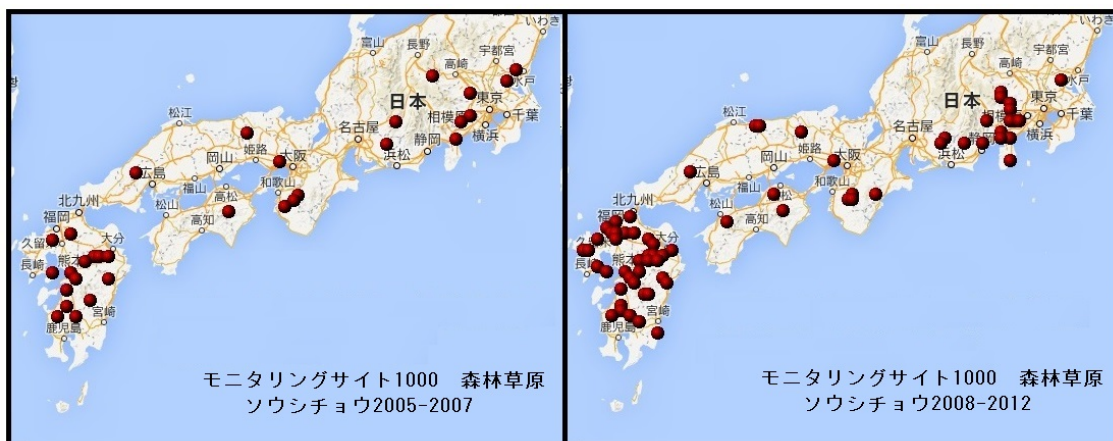 いわき
富山
長野
宇都宮
高崎
水戸
日本
東京
相模原
千葉
横浜
名古屋
静岡
浜松
松江
岡山
姫路
大阪
広島
福山
高松
和歌山
北九州
松山
高知
福岡
久留米
大分
長崎
熊本
宮崎
鹿児島
モニタリングサイト1000 森林草原
ソウシチョウ2005-2007
いわき
富山
長野
宇都宮
高崎
水戸
日本
東京
相模原
千葉
横浜
名古屋
静岡
浜松
松江
岡山
姫路
大阪
広島
福山
高松
和歌山
北九州
松山
高知
福岡
大分
長崎
熊本
宮崎
鹿児島
モニタリングサイト1000 森林草原
ソウシチョウ2008-2012